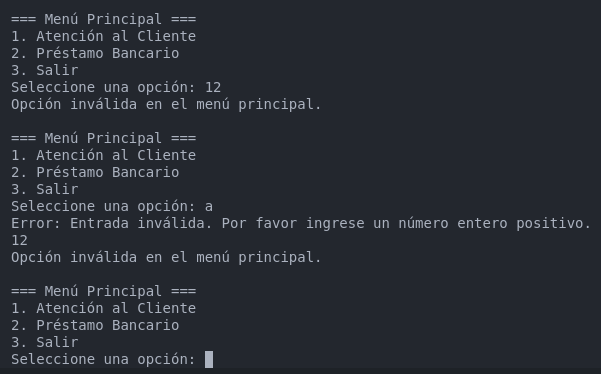 === Menú Principal ===
1. Atención al Cliente
2. Préstamo Bancario
3. Salir
Seleccione una opción: 12
Opción inválida en el menú principal.

=== Menú Principal ===
1. Atención al Cliente
2. Préstamo Bancario
3. Salir
Seleccione una opción: a
Error: Entrada inválida. Por favor ingrese un número entero positivo.
12
Opción inválida en el menú principal.

=== Menú Principal ===
1. Atención al Cliente
2. Préstamo Bancario
3. Salir
Seleccione una opción: